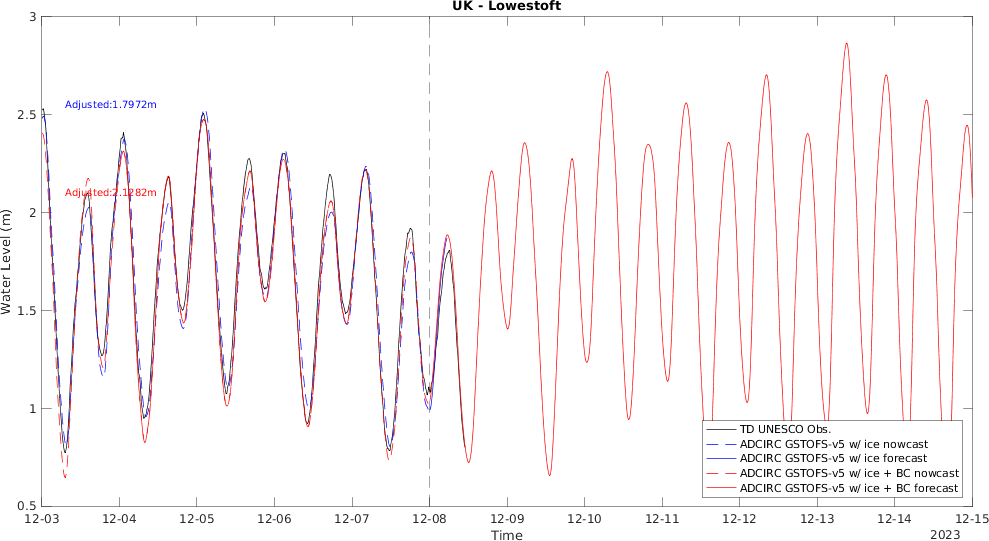 UK - Lowestoft
3
2.5
2
1.5
1
0.5
Water Level (m)
Adjusted:1.7972m
Adjusted:2.1282m
TD UNESCO Obs.
ADCIRC GSTOFS-v5 w/ ice nowcast
ADCIRC GSTOFS-v5 w/ ice forecast
ADCIRC GSTOFS-v5 w/ ice + BC nowcast
ADCIRC GSTOFS-v5 w/ ice + BC forecast
12-03 12-04 12-05 12-06 12-07 12-08 12-09 12-10 12-11 12-12 12-13 12-14 12-15
Time
2023